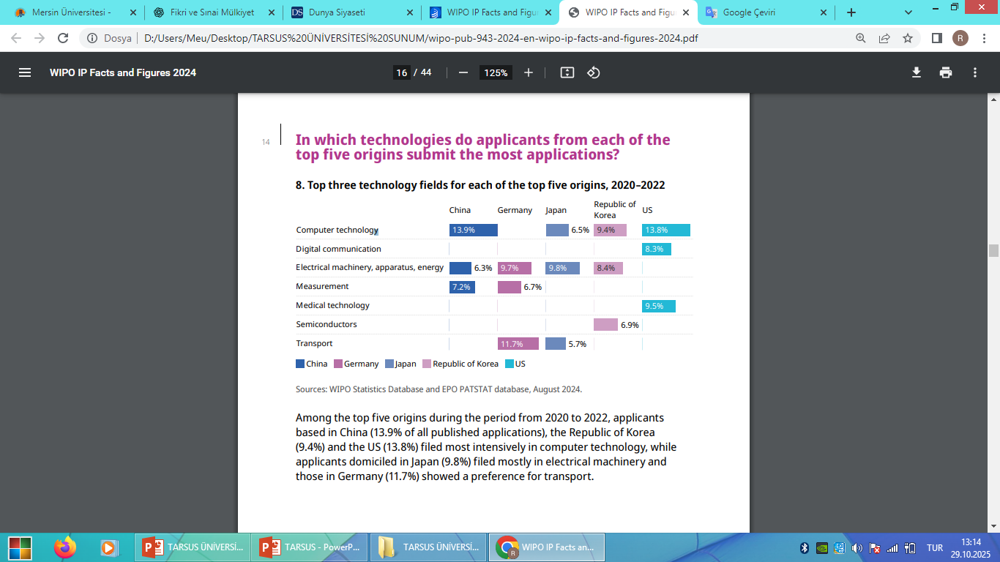 Mersin Üniversitesi -
Fikri ve Sınai Mülkiyet
DS Dunya Siyaseti
WIPO IP Facts and Figu
WIPO IP Facts and Figu
Google Çeviri
Dosya D:/Users/Meu/Desktop/TARSUS%20ÜNİVERSİTESİ%20SUNUM/wipo-pub-943-2024-en-wipo-ip-facts-and-figures-2024.pdf
R
WIPO IP Facts and Figures 2024
16 / 44
125%
14
In which technologies do applicants from each of the
top five origins submit the most applications?
8. Top three technology fields for each of the top five origins, 2020–2022
China Germany Japan Republic of Korea US
Computer technology 13.9% 6.5% 9.4% 13.8%
Digital communication 8.3%
Electrical machinery, apparatus, energy 6.3% 9.7% 9.8% 8.4%
Measurement 7.2% 6.7%
Medical technology 9.5%
Semiconductors 6.9%
Transport 11.7% 5.7%
China Germany Japan Republic of Korea US
Sources: WIPO Statistics Database and EPO PATSTAT database, August 2024.
Among the top five origins during the period from 2020 to 2022, applicants
based in China (13.9% of all published applications), the Republic of Korea
(9.4%) and the US (13.8%) filed most intensively in computer technology, while
applicants domiciled in Japan (9.8%) filed mostly in electrical machinery and
those in Germany (11.7%) showed a preference for transport.
TARSUS ÜNİVERSİ...
TARSUS - PowerP...
TARSUS ÜNİVERSİ...
R
WIPO IP Facts an...
TUR
13:14
29.10.2025